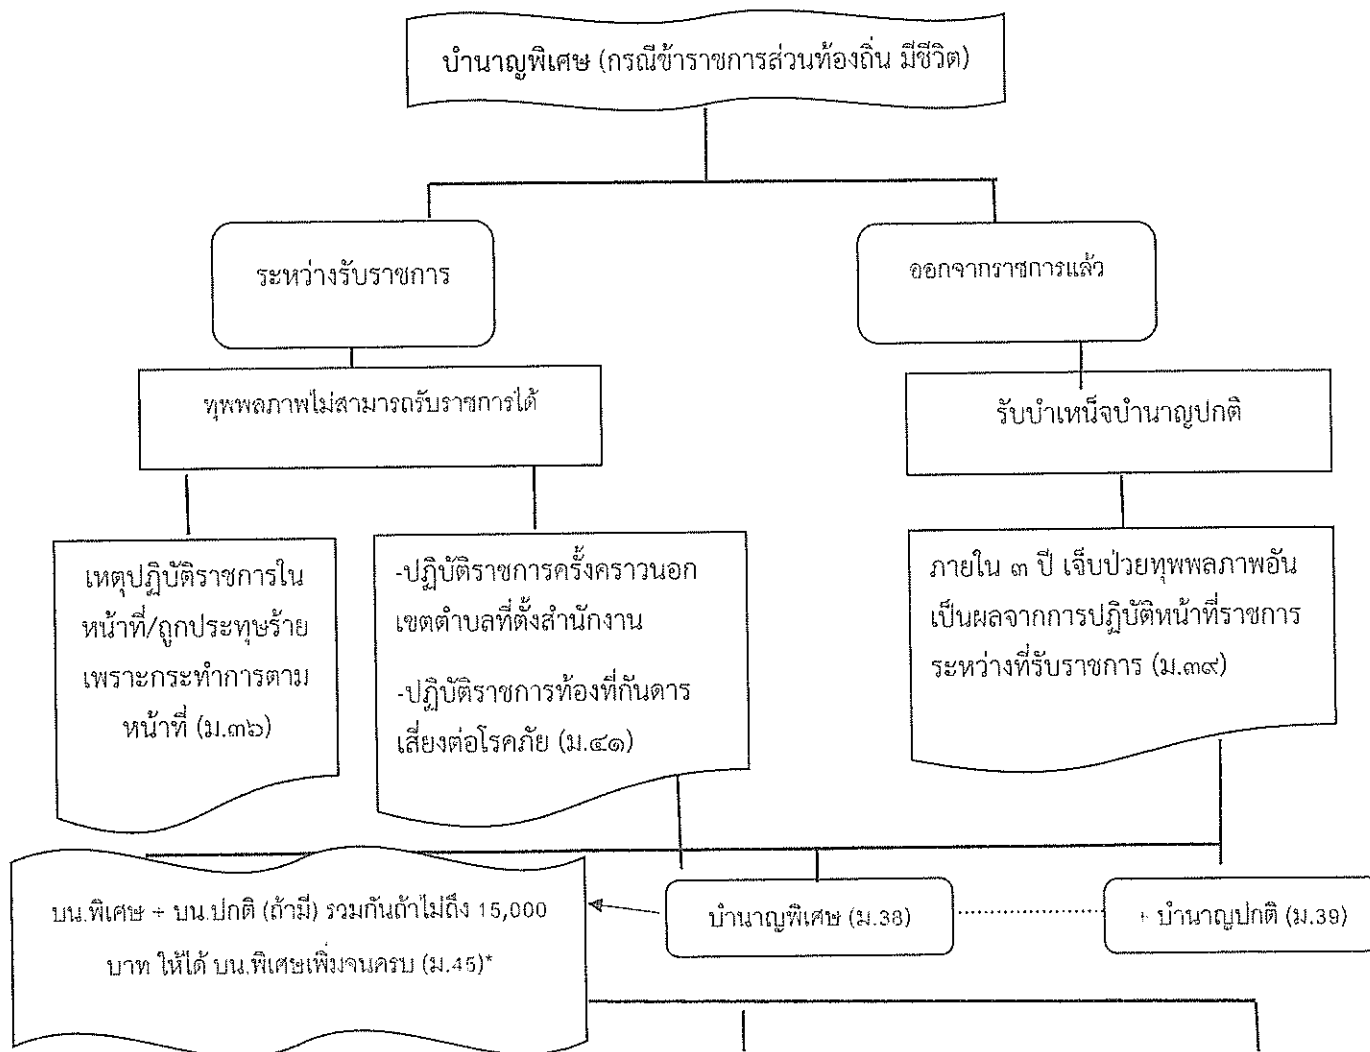 บำนาญพิเศษ (กรณีข้าราชการส่วนท้องถิ่น มีชีวิต)
ระหว่างรับราชการ
ออกจากราชการแล้ว
ทุพพลภาพไม่สามารถรับราชการได้
รับบำเหน็จบำนาญปกติ
เหตุปฏิบัติราชการใน
หน้าที่/ถูกประทุษร้าย
เพราะกระทำการตาม
หน้าที่ (ม.๓๖)
-ปฏิบัติราชการครั้งคราวนอก
เขตตำบลที่ตั้งสำนักงาน
-ปฏิบัติราชการท้องที่กันดาร
เสี่ยงต่อโรคภัย (ม.๔๑)
ภายใน ๓ ปี เจ็บป่วยทุพพลภาพอัน
เป็นผลจากการปฏิบัติหน้าที่ราชการ
ระหว่างที่รับราชการ (ม.๓๙)
บน.พิเศษ + บน.ปกติ (ถ้ามี) รวมกันถ้าไม่ถึง 15,000
บาท ให้ได้ บน.พิเศษเพิ่มจนครบ (ม.45)*
บำนาญพิเศษ (ม.38)
+ บำนาญปกติ (ม.39)